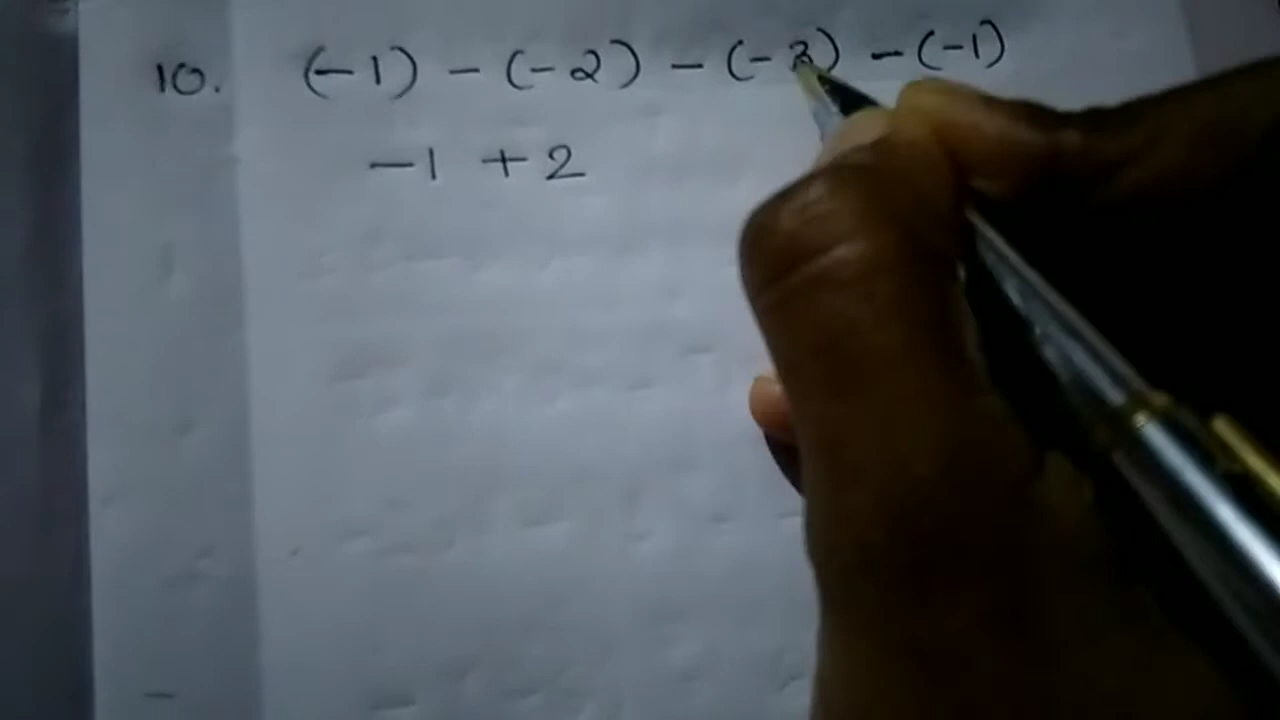 10. (-1) - (-2) - (-3) - (-1)
-1 +2